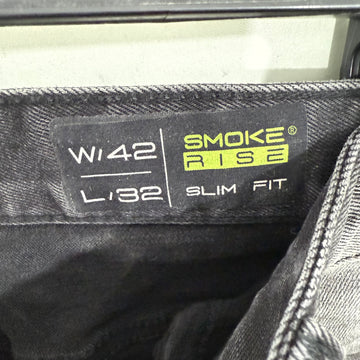 W/42
L/32
SMOKE®
RISE
SLIM FIT